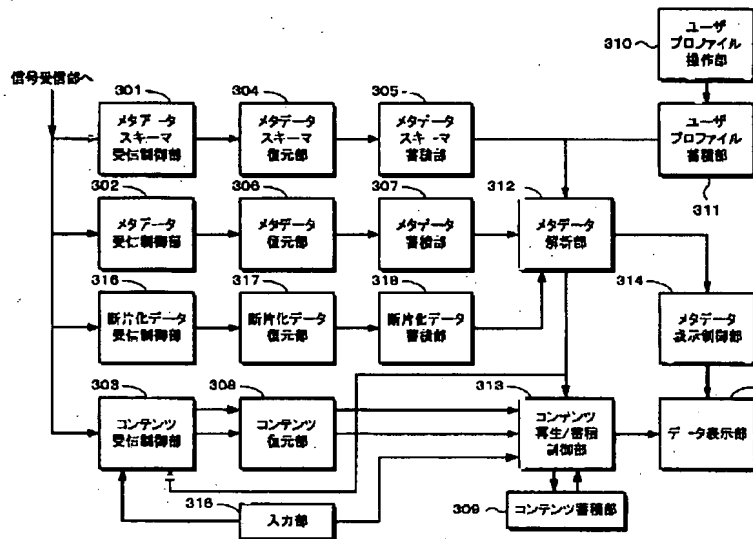 310
ユーザ
プロファイル
操作部
信号受信部へ
301
メタデータ
スキーマ
受信制御部
304
メタデータ
スキーマ
復元部
305
メタデータ
スキーマ
蓄積部
ユーザ
プロファイル
蓄積部
311
302
メタデータ
受信制御部
306
メタデータ
復元部
307
メタデータ
蓄積部
312
メタデータ
解析部
316
断片化データ
受信制御部
317
断片化データ
復元部
318
断片化データ
蓄積部
314
メタデータ
表示制御部
303
コンテンツ
受信制御部
308
コンテンツ
復元部
313
コンテンツ
再生/蓄積
制御部
データ表示部
316
入力部
309
コンテンツ蓄積部